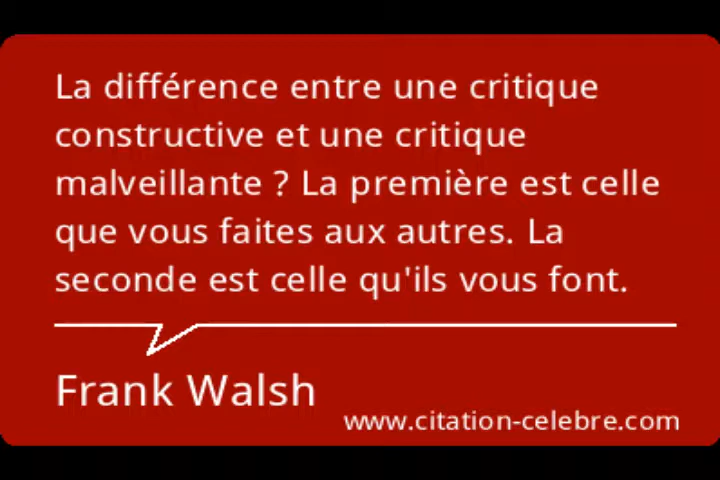 La différence entre une critique
constructive et une critique
malveillante ? La première est celle
que vous faites aux autres. La
seconde est celle qu'ils vous font.
Frank Walsh
www.citation-celebre.com